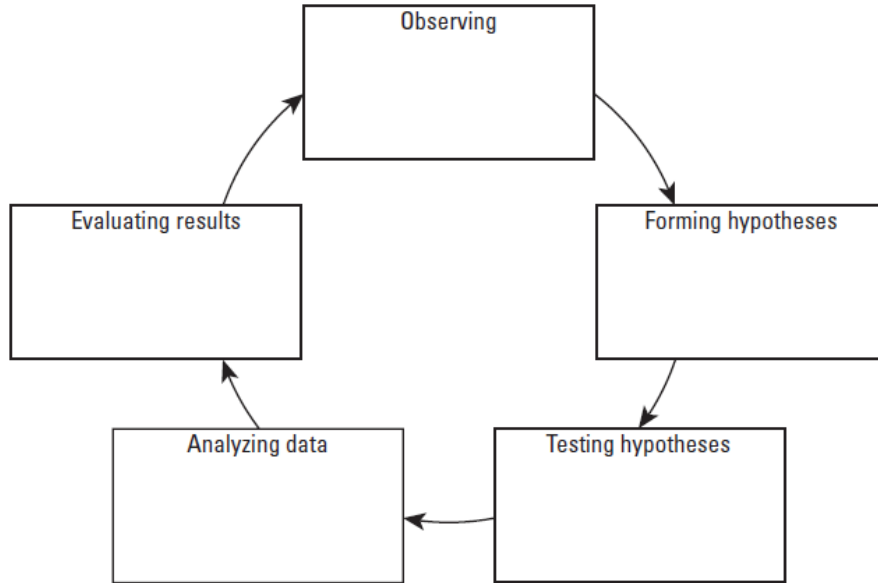 Observing
Evaluating results
Forming hypotheses
Analyzing data
Testing hypotheses